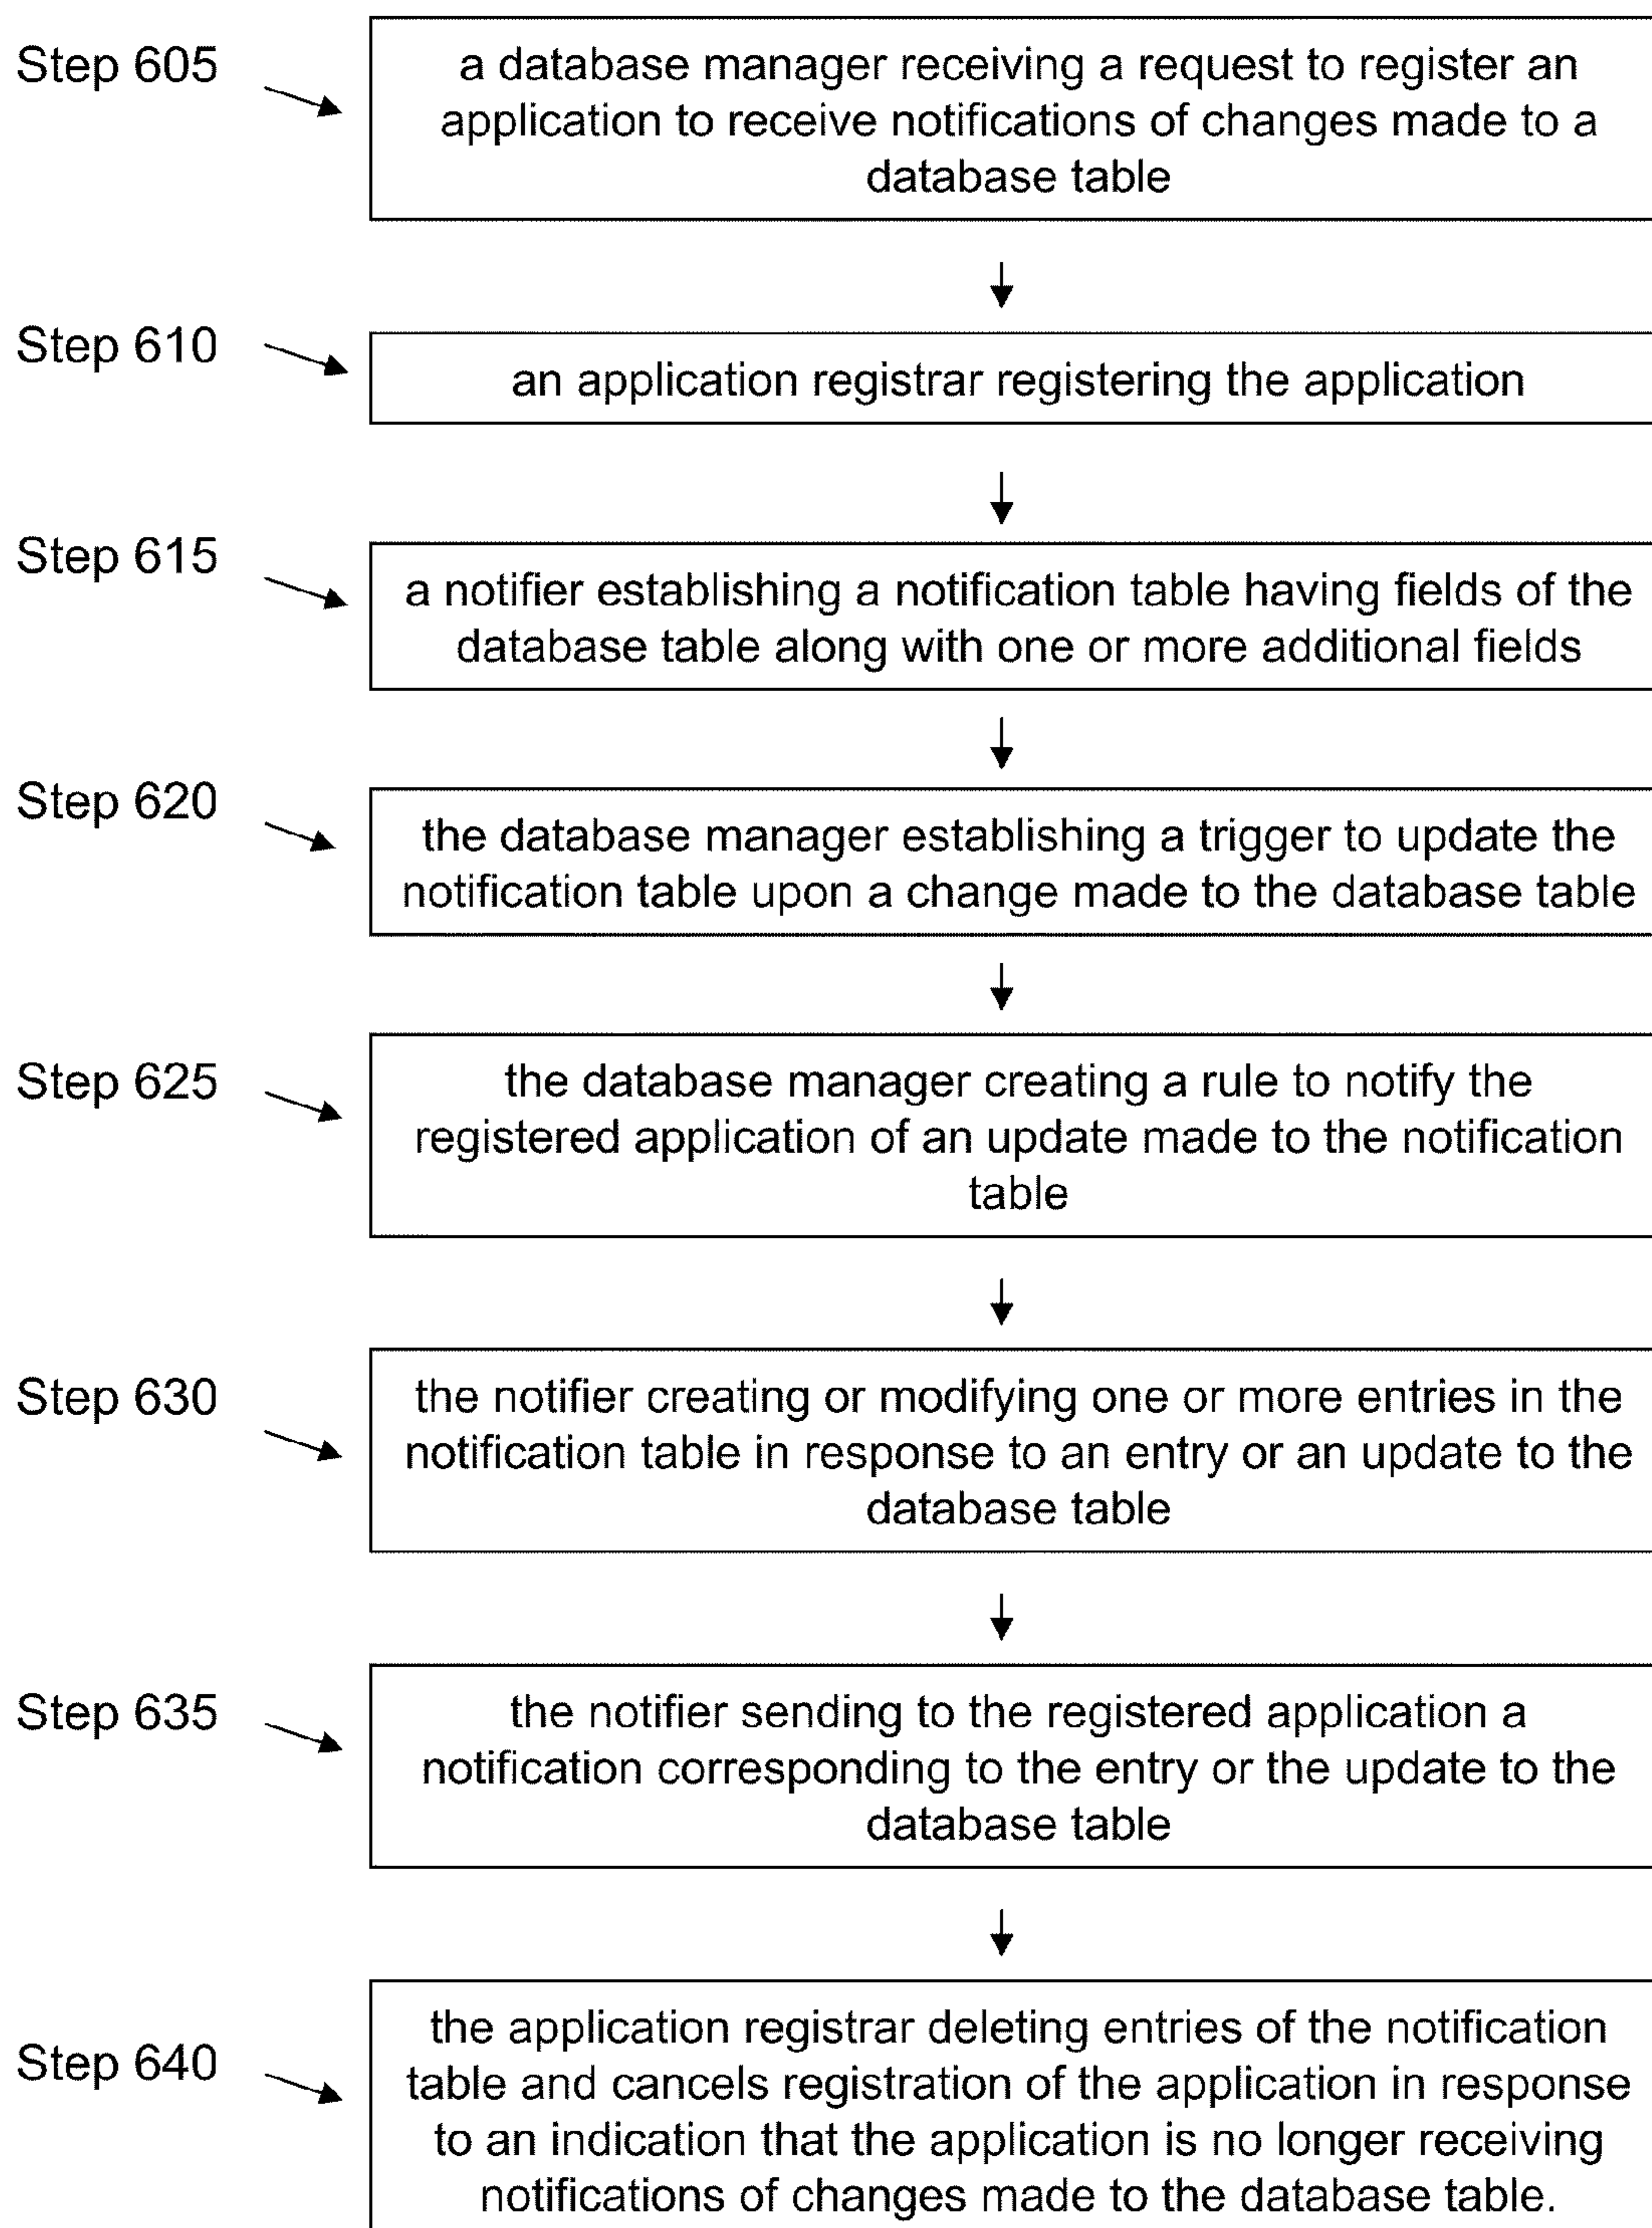 Step 605
a database manager receiving a request to register an
application to receive notifications of changes made to a
database table
Step 610
an application registrar registering the application
Step 615
a notifier establishing a notification table having fields of the
database table along with one or more additional fields
Step 620
the database manager establishing a trigger to update the
notification table upon a change made to the database table
Step 625
the database manager creating a rule to notify the
registered application of an update made to the notification
table
Step 630
the notifier creating or modifying one or more entries in the
notification table in response to an entry or an update to the
database table
Step 635
the notifier sending to the registered application a
notification corresponding to the entry or the update to the
database table
Step 640
the application registrar deleting entries of the notification
table and cancels registration of the application in response
to an indication that the application is no longer receiving
notifications of changes made to the database table.